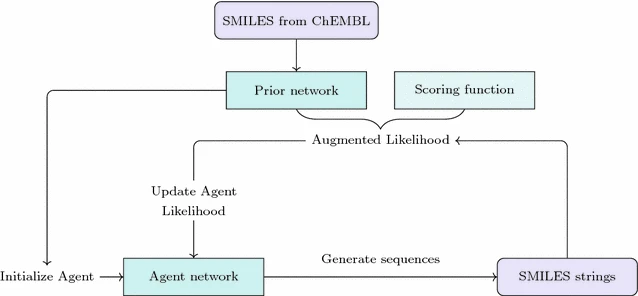 SMILES from ChEMBL
Prior network
Scoring function
Augmented Likelihood
Update Agent
Likelihood
Generate sequences
Initialize Agent
Agent network
SMILES strings